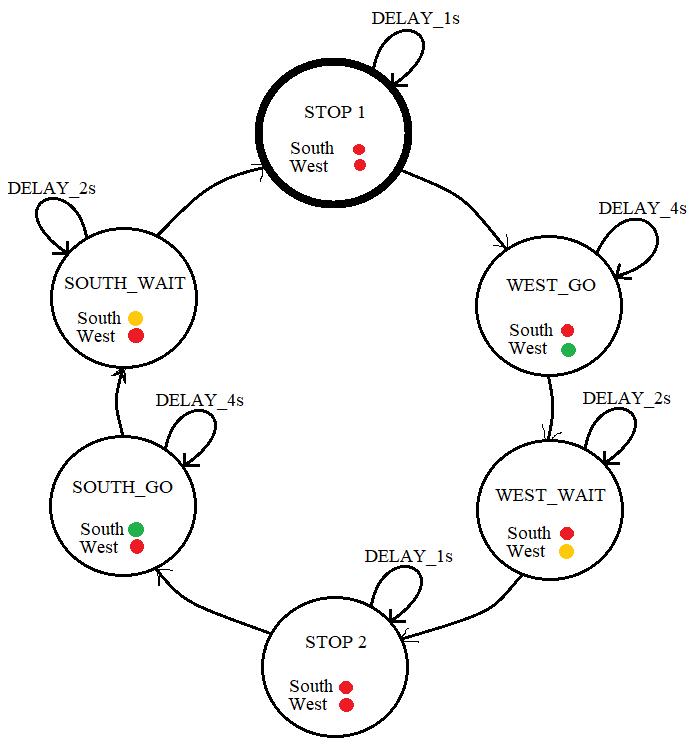 DELAY_1s
STOP 1
South
West
DELAY_4s
WEST_GO
South
West
DELAY_2s
WEST_WAIT
South
West
DELAY_1s
STOP 2
South
West
DELAY_4s
SOUTH_GO
South
West
DELAY_2s
SOUTH_WAIT
South
West